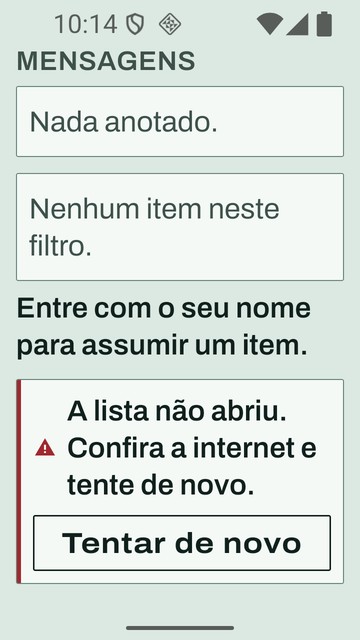 10:14
MENSAGENS
Nada anotado.
Nenhum item neste
filtro.
Entre com o seu nome
para assumir um item.
A lista não abriu.
Confira a internet e
tente de novo.
Tentar de novo